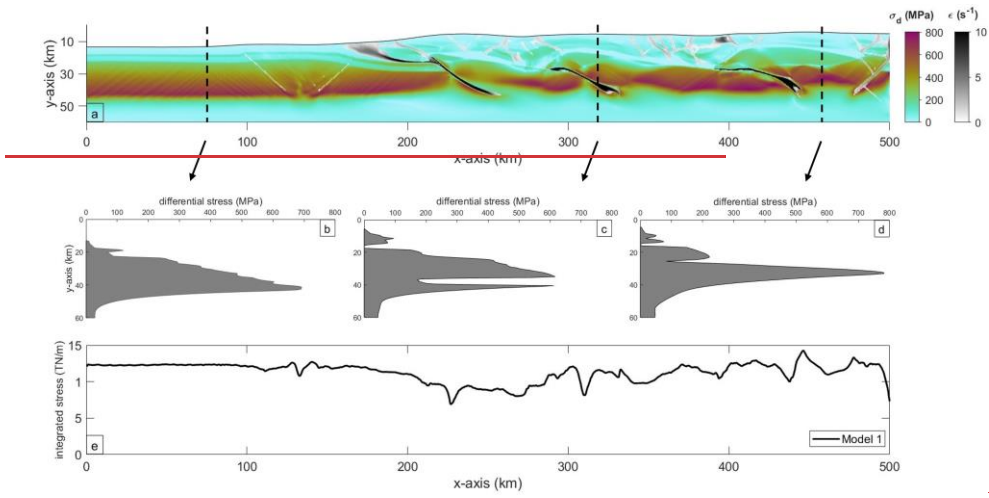 σd (MPa) ϵ (s-1)
800
600
400
200
0
10
5
0
y-axis (km)
10
30
50
a
0 100 200 300 400 500
x-axis (km)
differential stress (MPa)
0 100 200 300 400 500 600 700 800
b
y-axis (km)
0
20
40
60
differential stress (MPa)
0 100 200 300 400 500 600 700 800
c
0
20
40
60
differential stress (MPa)
0 100 200 300 400 500 600 700 800
d
0
20
40
60
integrated stress (TN/m)
15
10
5
0
e
Model 1
0 100 200 300 400 500
x-axis (km)